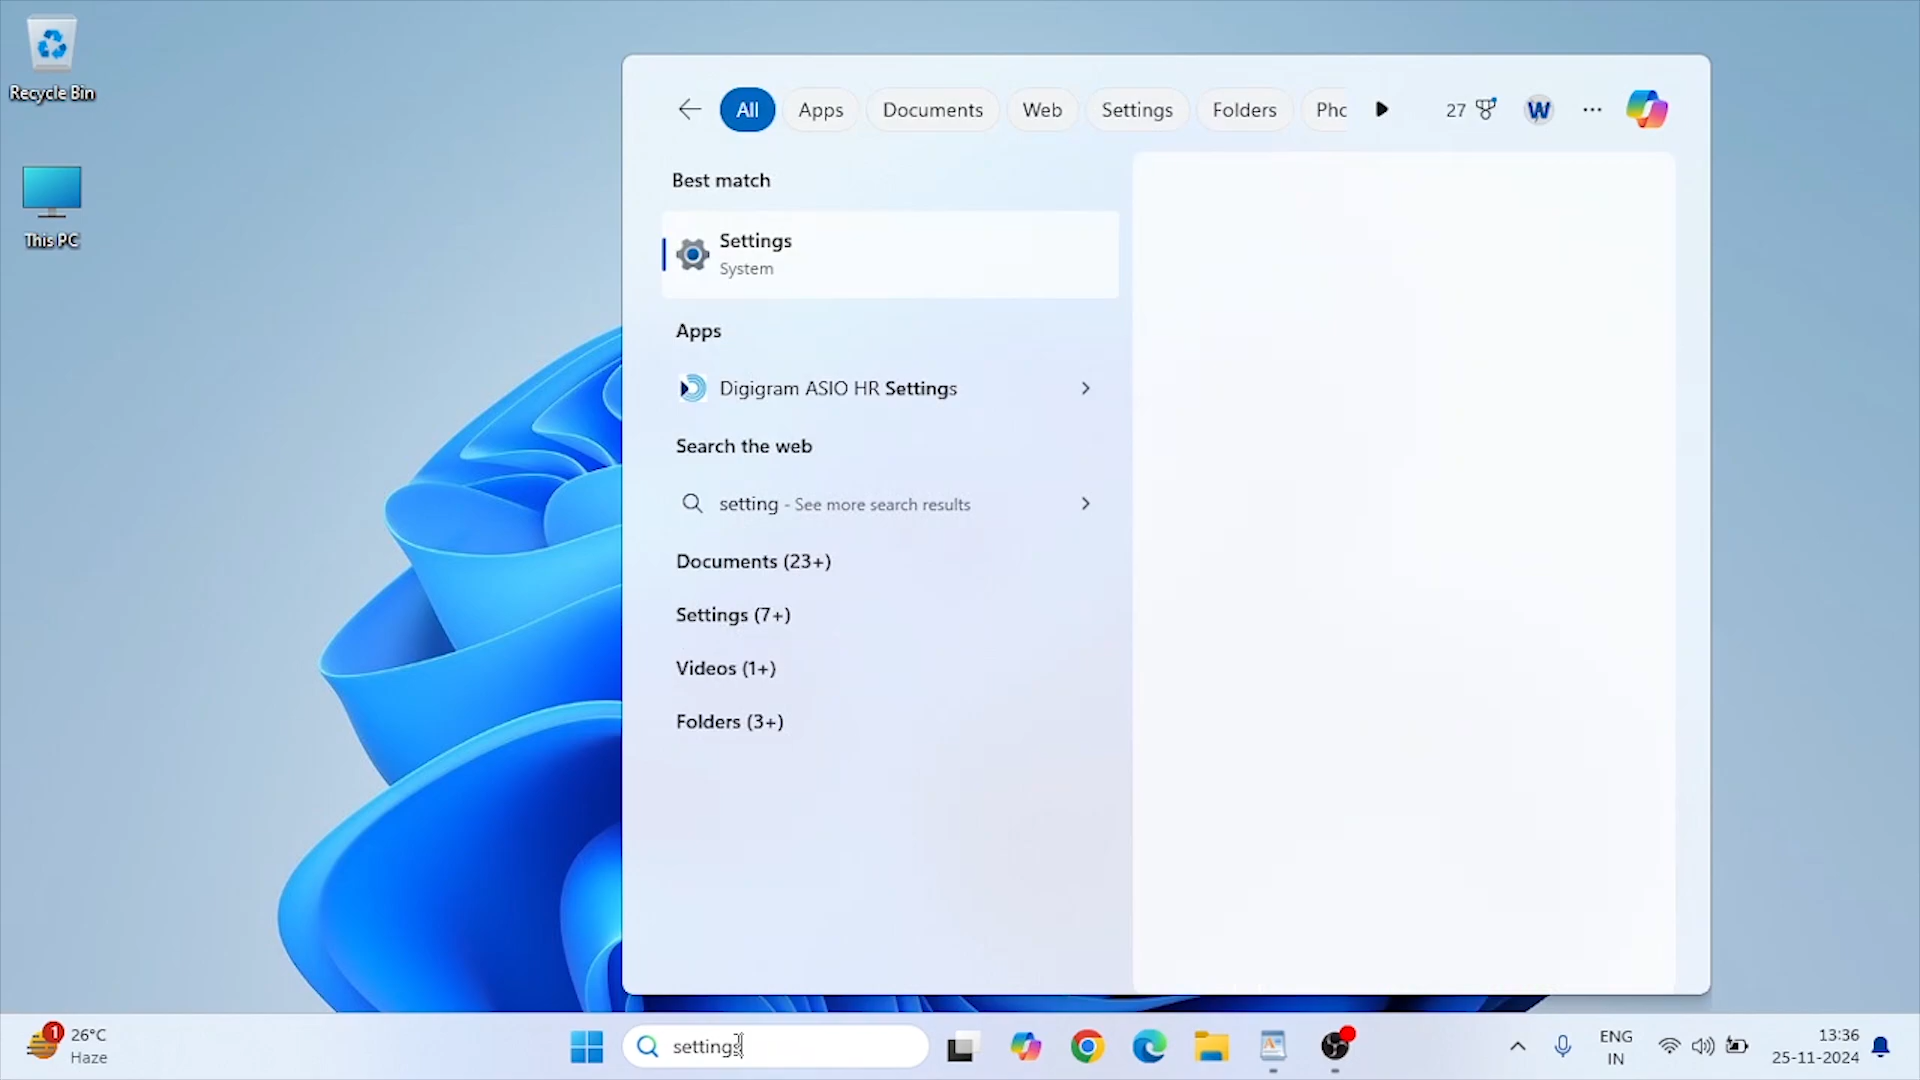 Recycle Bin
This PC
All
Apps
Documents
Web
Settings
Folders
Phc
27
W
Best match
Settings
System
Apps
Digigram ASIO HR Settings
Search the web
setting - See more search results
Documents (23+)
Settings (7+)
Videos (1+)
Folders (3+)
1
26°C
Haze
settings
ENG
IN
13:36
25-11-2024